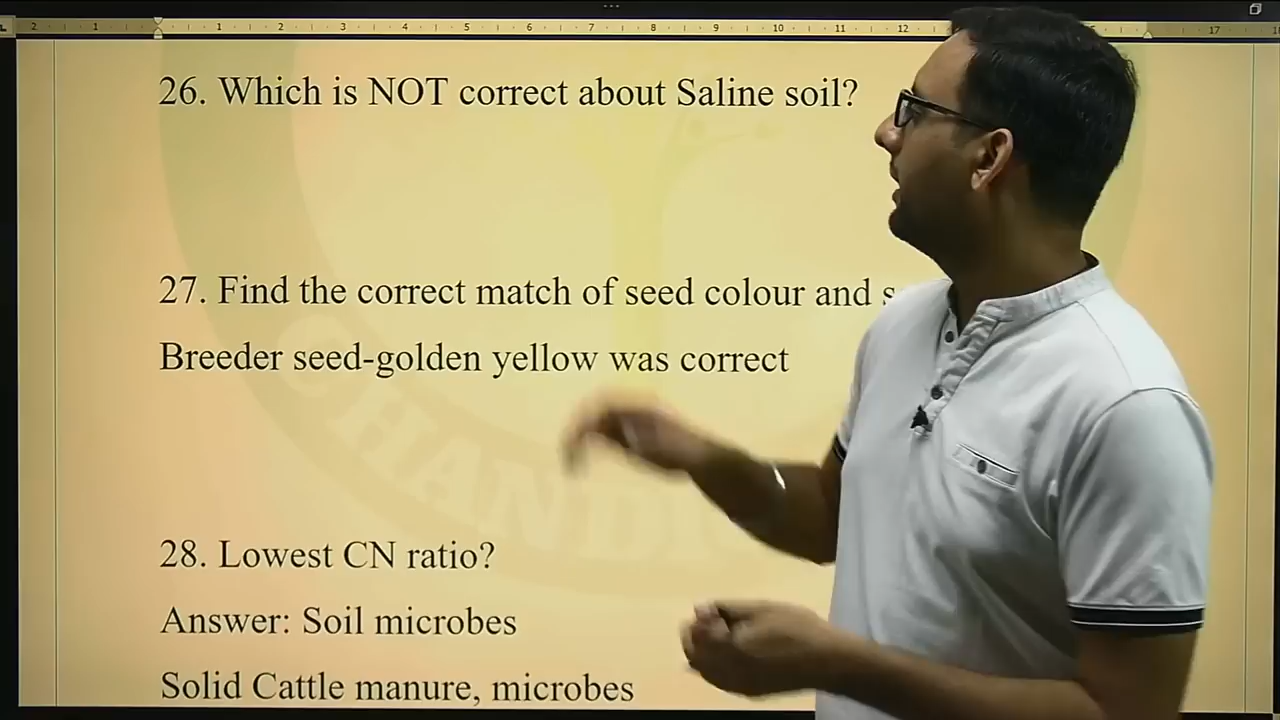 26. Which is NOT correct about Saline soil?
27. Find the correct match of seed colour and
Breeder seed-golden yellow was correct
28. Lowest CN ratio?
Answer: Soil microbes
Solid Cattle manure, microbes